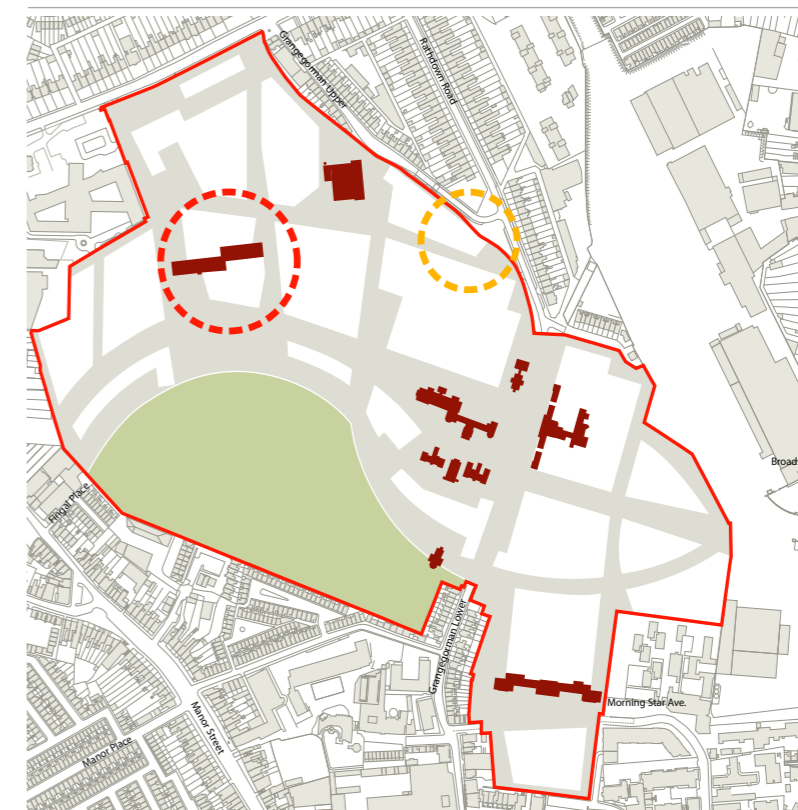 Grangegorman Upper
Rathdown Road
Broad
Fingal Place
Grangegorman Lower
Morning Star Ave.
Manor Street
Manor Place